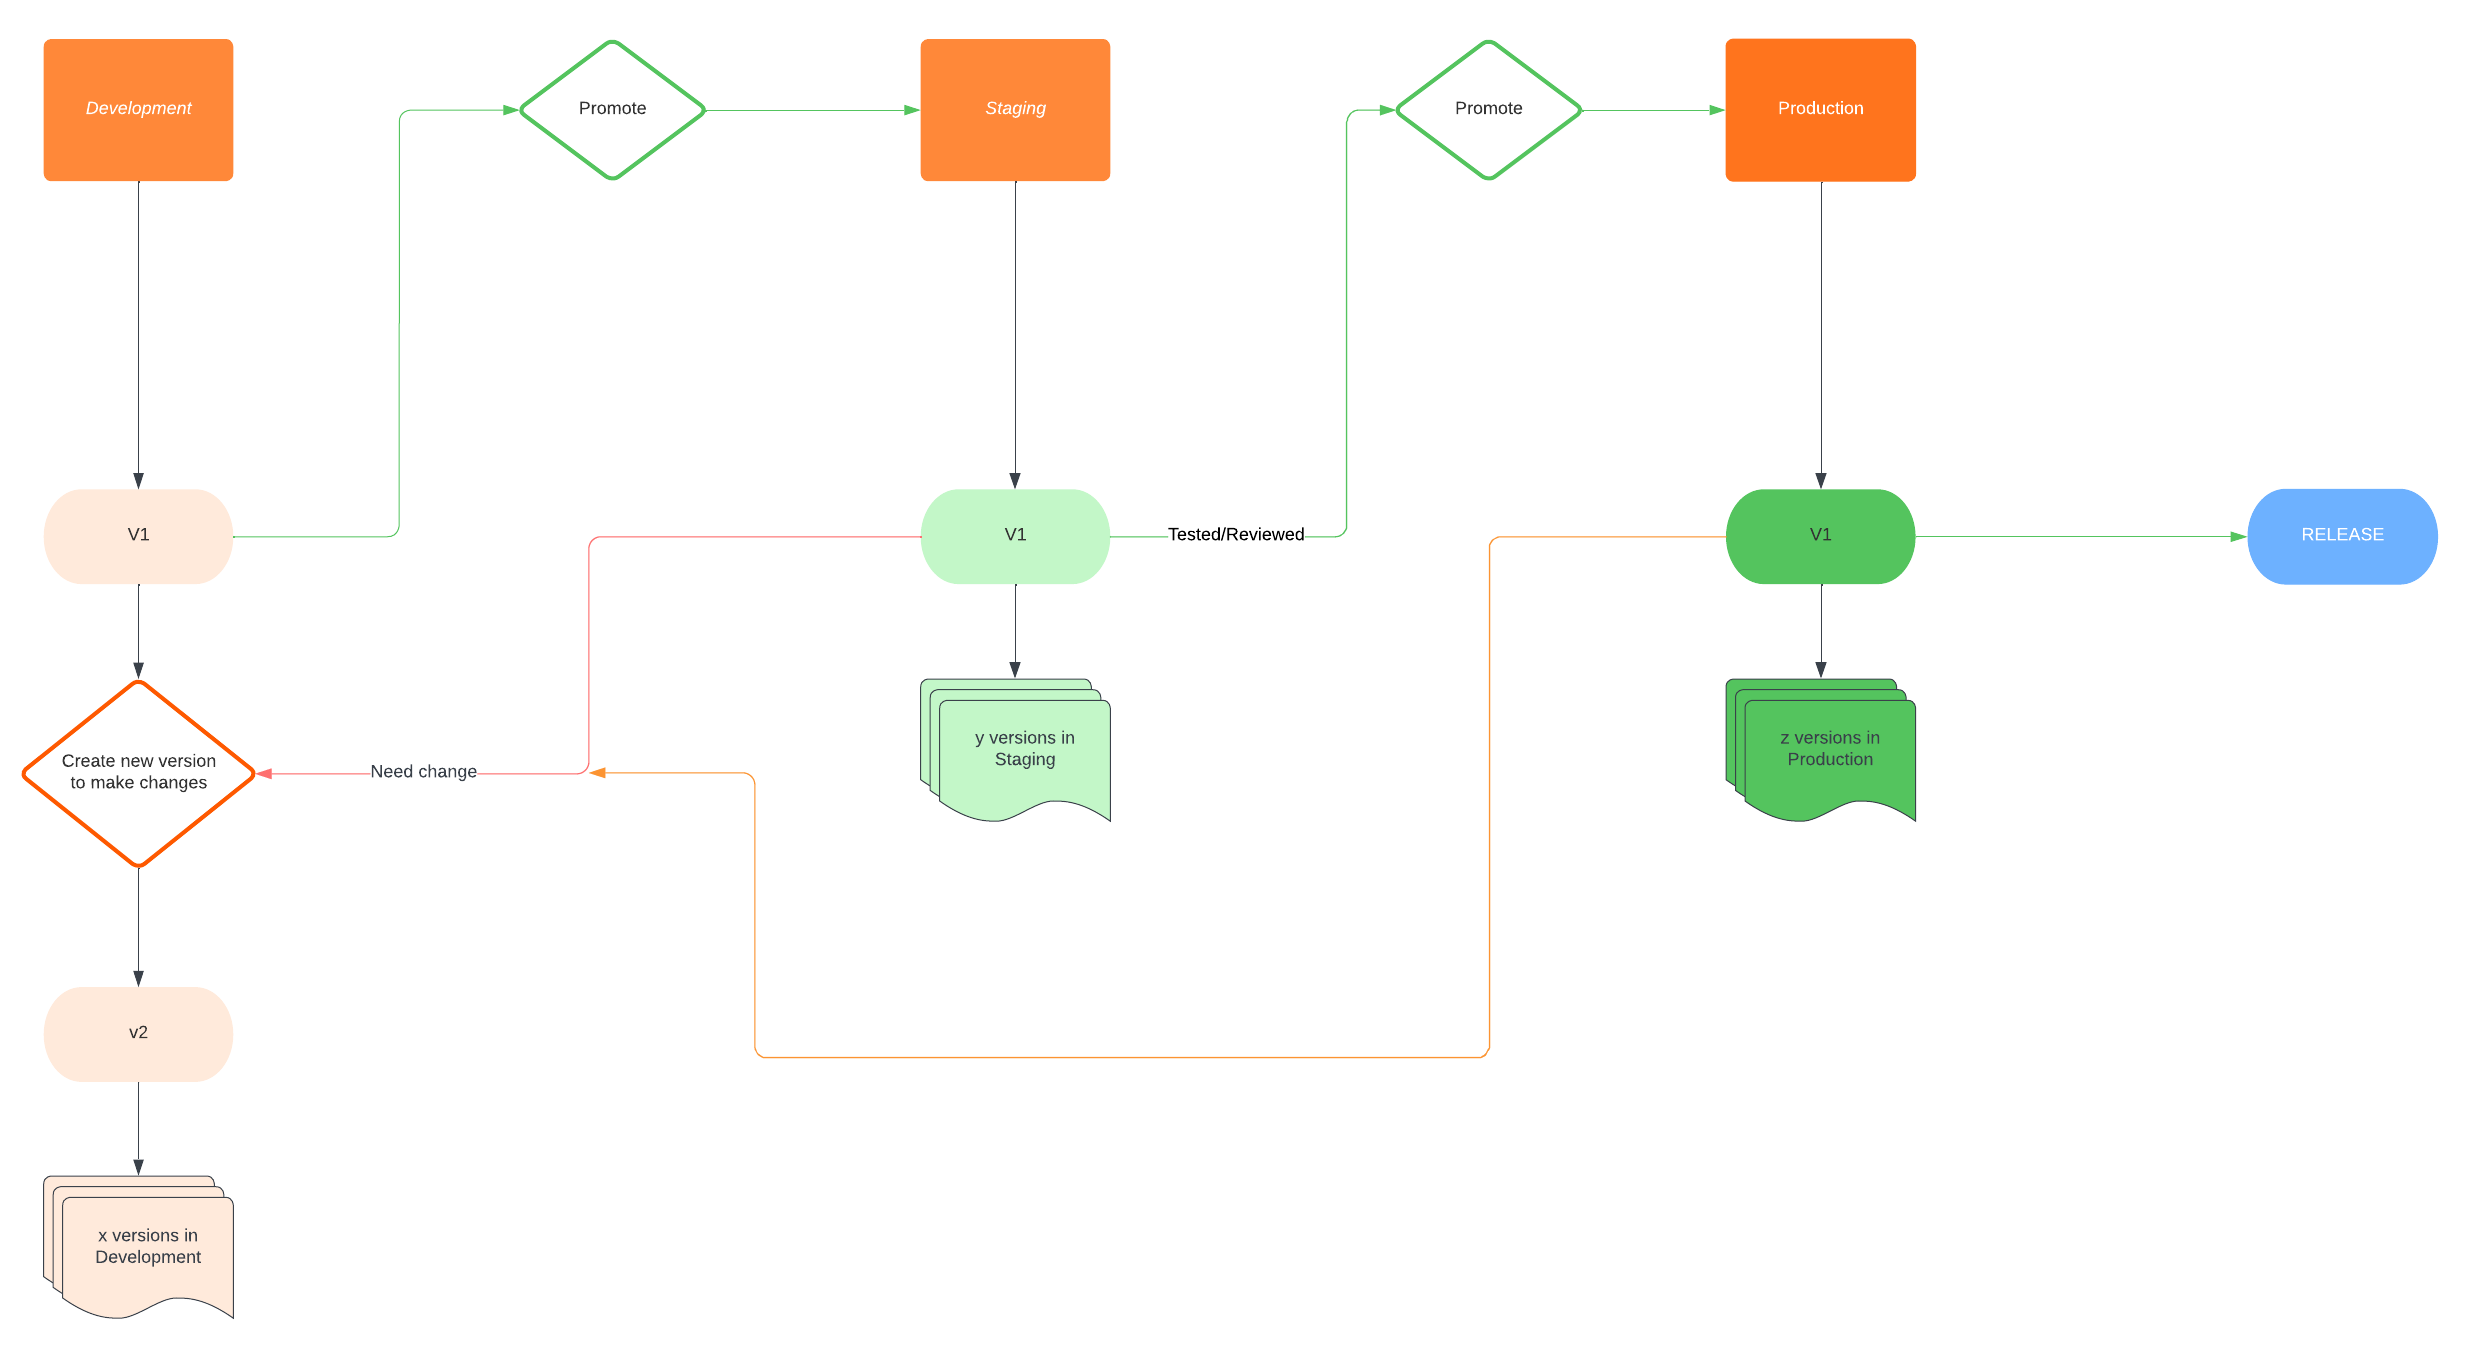 Development
Promote
Staging
Promote
Production
V1
V1
Tested/Reviewed
V1
RELEASE
Create new version
to make changes
Need change
y versions in
Staging
z versions in
Production
v2
x versions in
Development